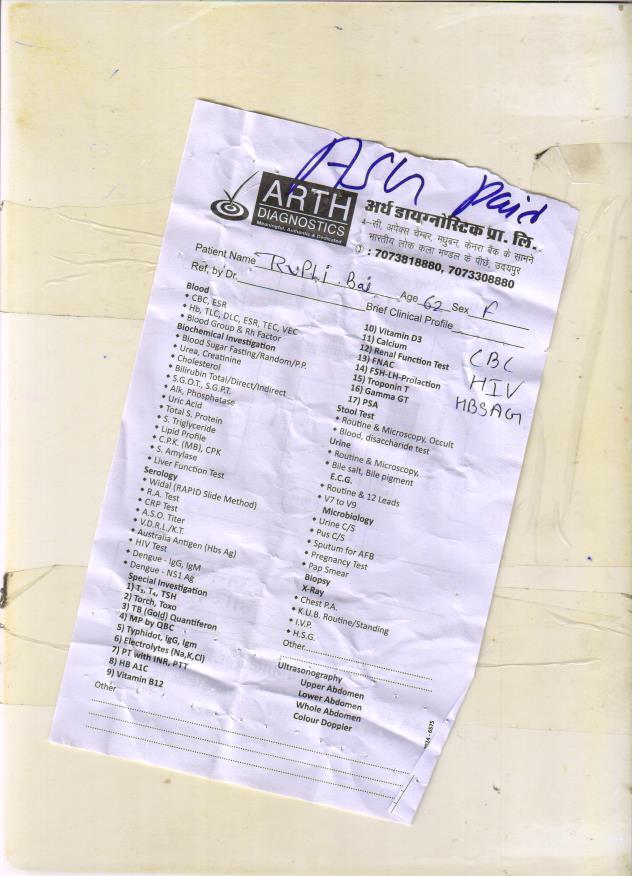 ASh paid
ARTH
DIAGNOSTICS
Meaningful, Authentic & Dedicated
अर्थ डायग्नोस्टिक प्रा. लि.
4-सी, अपेक्स चेम्बर, मधुबन, केनरा बैंक के सामने
भारतीय लोक कला मण्डल के पीछे, उदयपुर
: 7073818880, 7073308880
Patient Name Rupli Bai Age 62 Sex F
Ref. by Dr. Brief Clinical Profile
CBC
HIV
HBSAG
Blood
• CBC, ESR
• Hb, TLC, DLC, ESR, TEC, VEC
• Blood Group & Rh Factor
Biochemical Investigation
• Blood Sugar Fasting/Random/P.P.
• Urea, Creatinine
• Cholesterol
• Bilirubin Total/Direct/Indirect
• S.G.O.T., S.G.P.T.
• Alk, Phosphatase
• Uric Acid
• Total S. Protein
• S. Triglyceride
• Lipid Profile
• C.P.K. (MB), CPK
• S. Amylase
• Liver Function Test
Serology
• Widal (RAPID Slide Method)
• R.A. Test
• CRP Test
• A.S.O. Titer
• V.D.R.L./K.T.
• Australia Antigen (Hbs Ag)
• HIV Test
• Dengue - IgG, IgM
• Dengue - NS1 Ag
Special Investigation
1) T₃, T₄, TSH
2) Torch, Toxo
3) TB (Gold) Quantiferon
4) MP by QBC
5) Typhidot, IgG, Igm
6) Electrolytes (Na,K,Cl)
7) PT with INR, PTT
8) HB A1C
9) Vitamin B12
Other
10) Vitamin D3
11) Calcium
12) Renal Function Test
13) FNAC
14) FSH-LH-Prolaction
15) Troponin T
16) Gamma GT
17) PSA
Stool Test
• Routine & Microscopy, Occult
• Blood, disaccharide test
Urine
• Routine & Microscopy,
• Bile salt, Bile pigment
E.C.G.
• Routine & 12 Leads
• V7 to V9
Microbiology
• Urine C/S
• Pus C/S
• Sputum for AFB
• Pregnancy Test
• Pap Smear
Biopsy
X-Ray
• Chest P.A.
• K.U.B. Routine/Standing
• I.V.P.
• H.S.G.
Other
Ultrasonography
Upper Abdomen
Lower Abdomen
Whole Abdomen
Colour Doppler